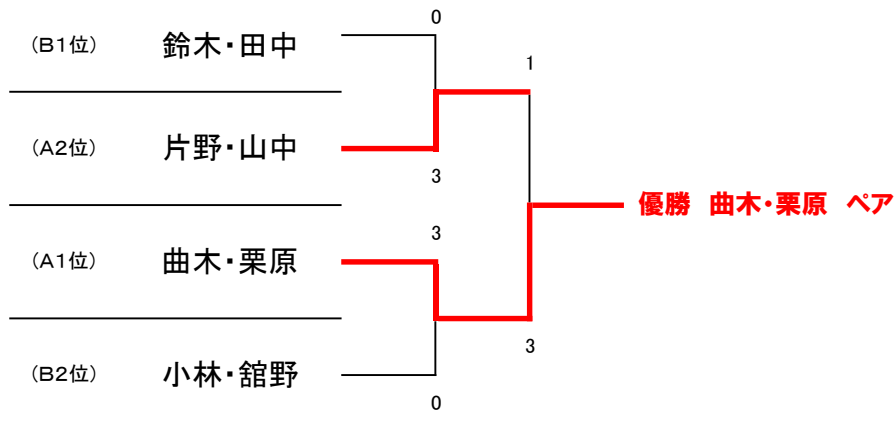 0
(B1位) 鈴木・田中
1
(A2位) 片野・山中
3
優勝 曲木・栗原 ペア
3
(A1位) 曲木・栗原
3
(B2位) 小林・舘野
0